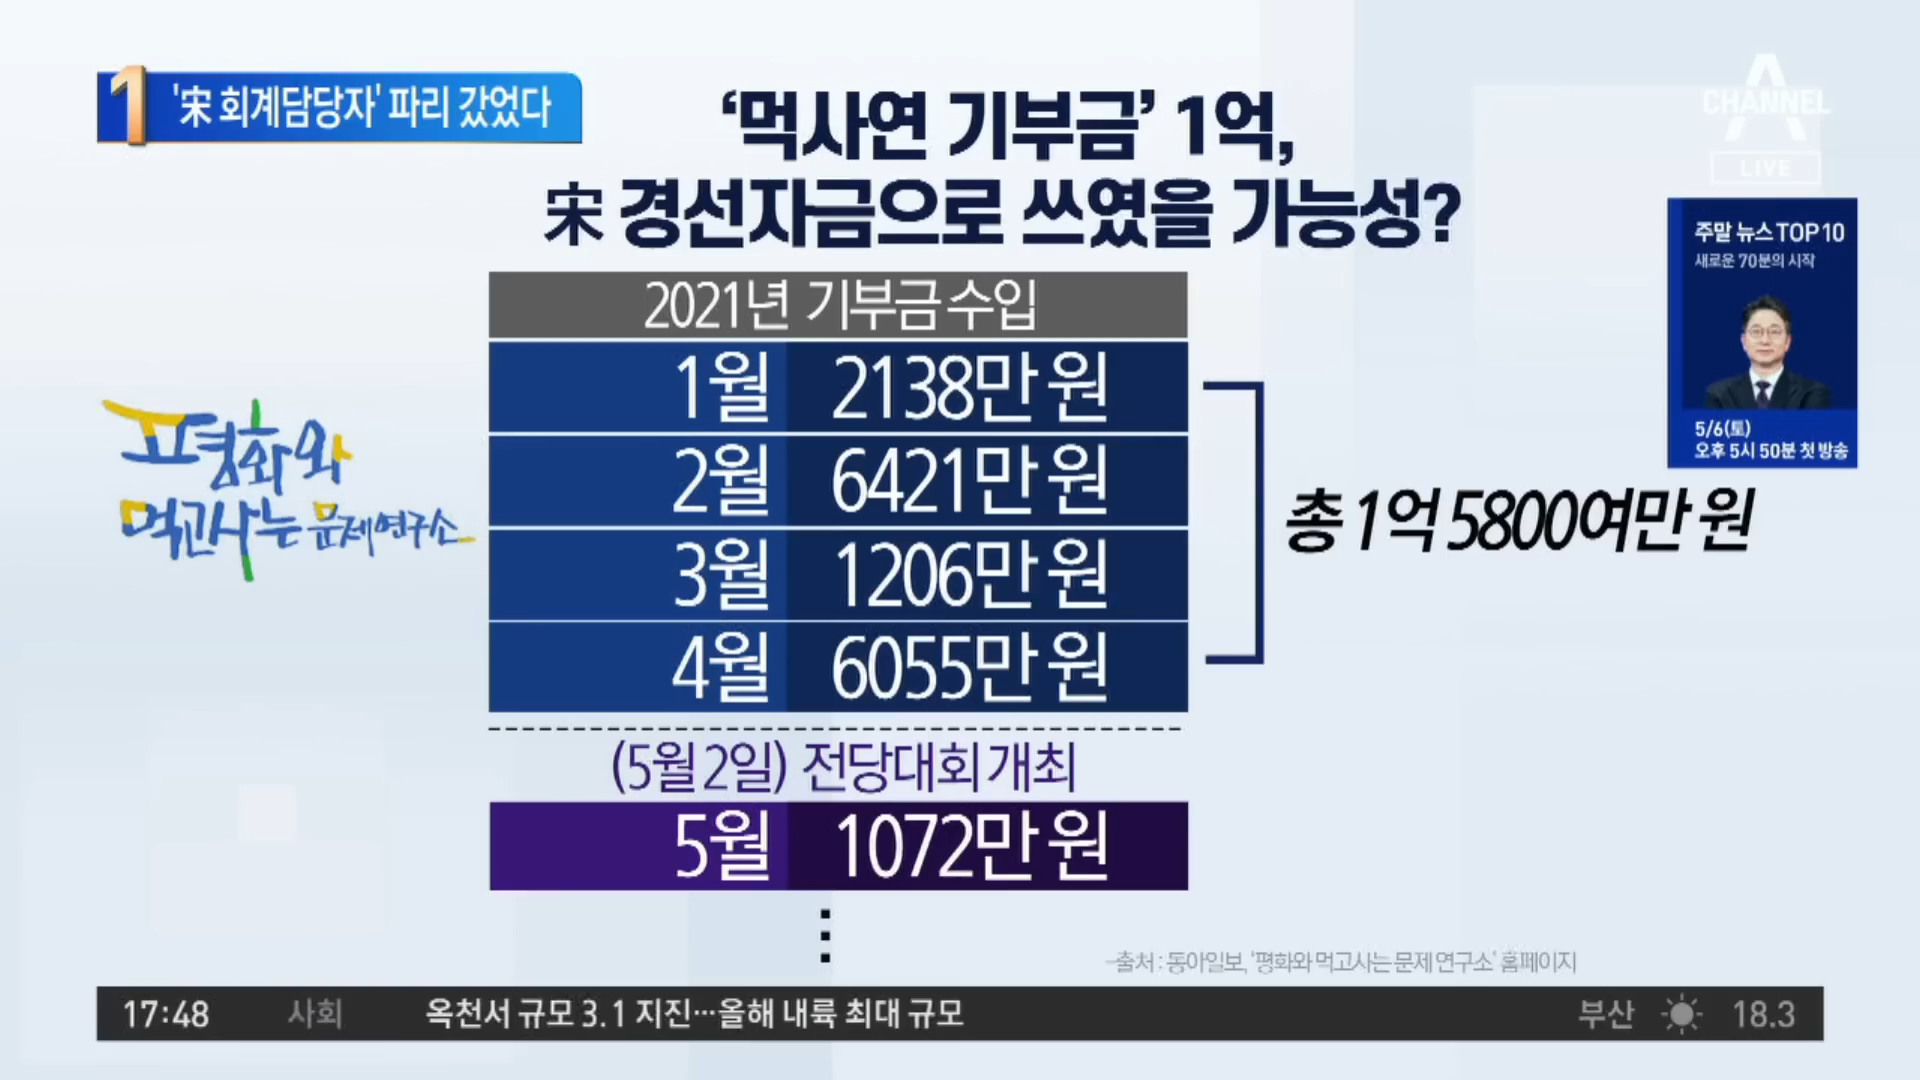 1 '宋 회계담당자' 파리 갔었다
‘먹사연 기부금’ 1억,
宋 경선자금으로 쓰였을 가능성?
CHANNEL A
LIVE
주말 뉴스 TOP 10
새로운 70분의 시작
5/6(토)
오후 5시 50분 첫 방송
평화와
먹고사는 문제연구소
2021년 기부금 수입
1월 2138만 원
2월 6421만 원
3월 1206만 원
4월 6055만 원
총 1억 5800여만 원
(5월 2일) 전당대회 개최
5월 1072만 원
-출처 : 동아일보, '평화와 먹고사는 문제 연구소' 홈페이지
17:48 사회 옥천서 규모 3.1 지진…올해 내륙 최대 규모 부산 18.3